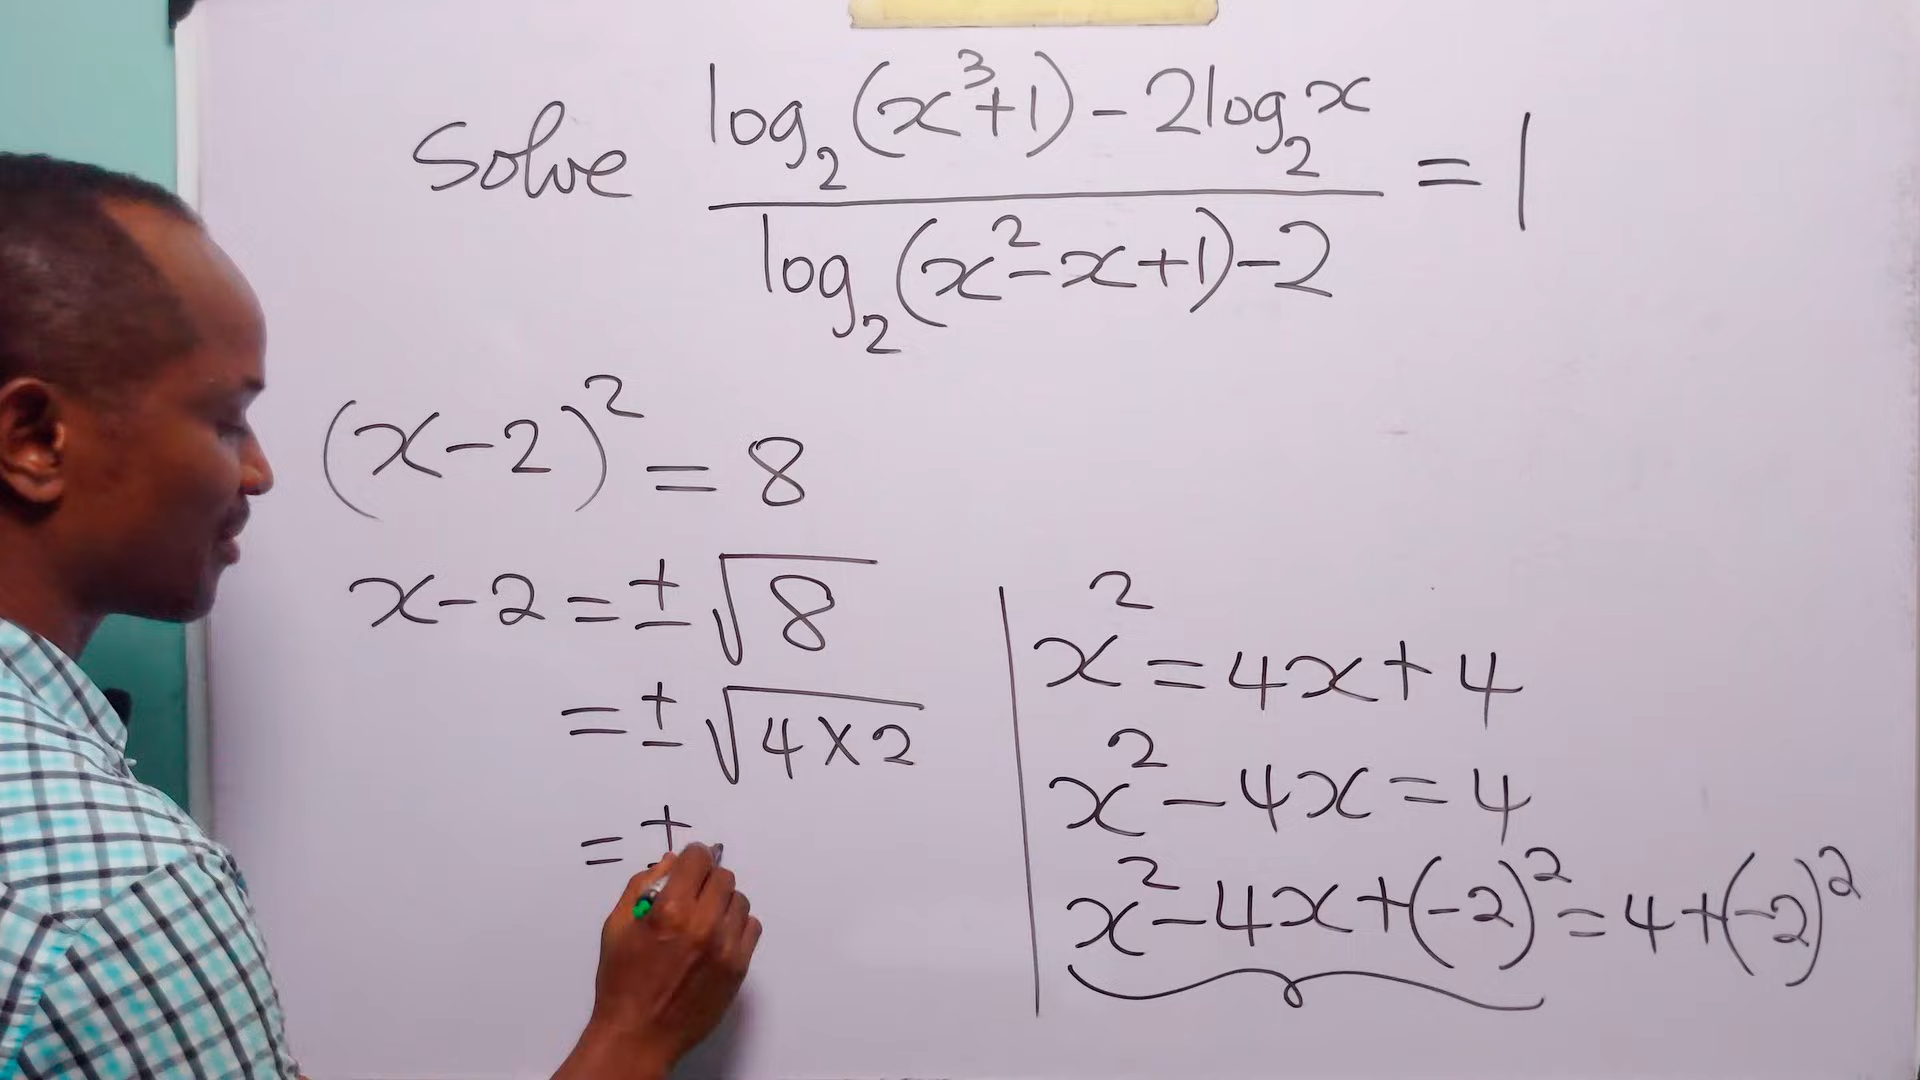 Solve log₂(x³+1)-2log₂x / log₂(x²-x+1)-2 = 1
(x-2)² = 8
x-2 = ±√8
= ±√4×2
= ±
x² = 4x+4
x²-4x = 4
x²-4x+(-2)² = 4+(-2)²